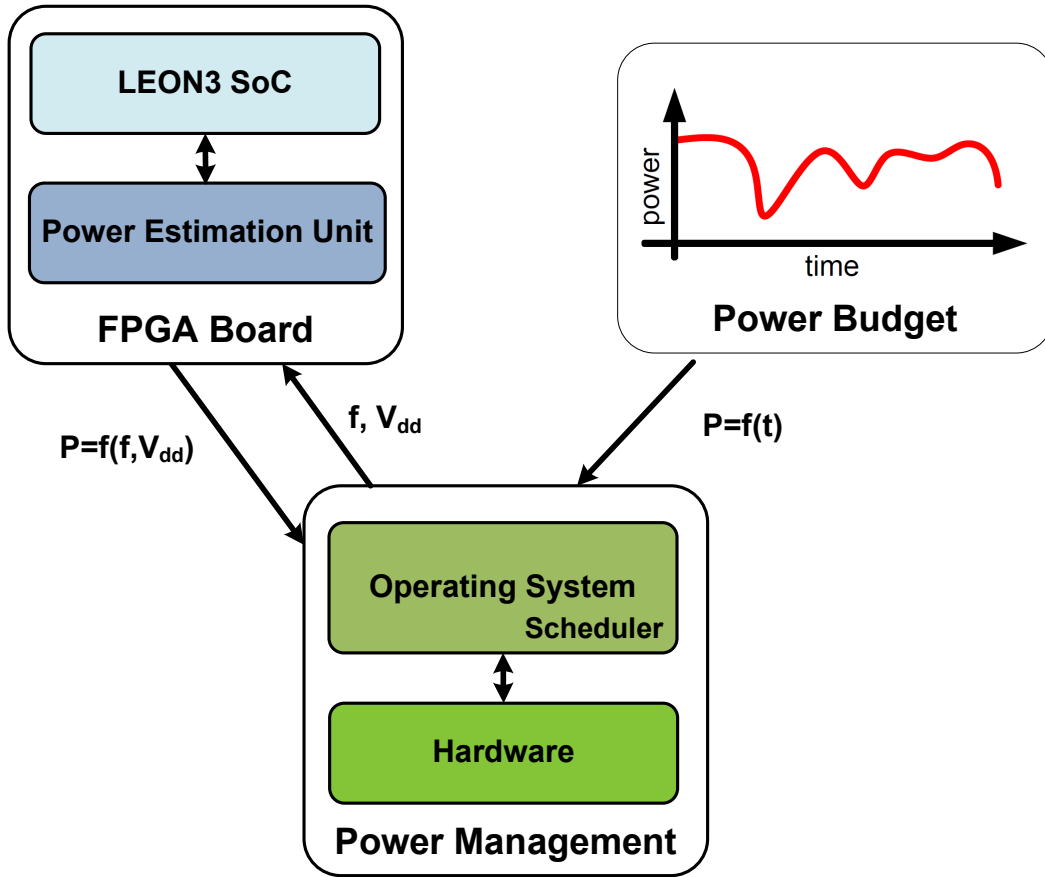 LEON3 SoC
Power Estimation Unit
FPGA Board
power
time
Power Budget
P=f(f,Vdd)
f, Vdd
P=f(t)
Operating System
Scheduler
Hardware
Power Management